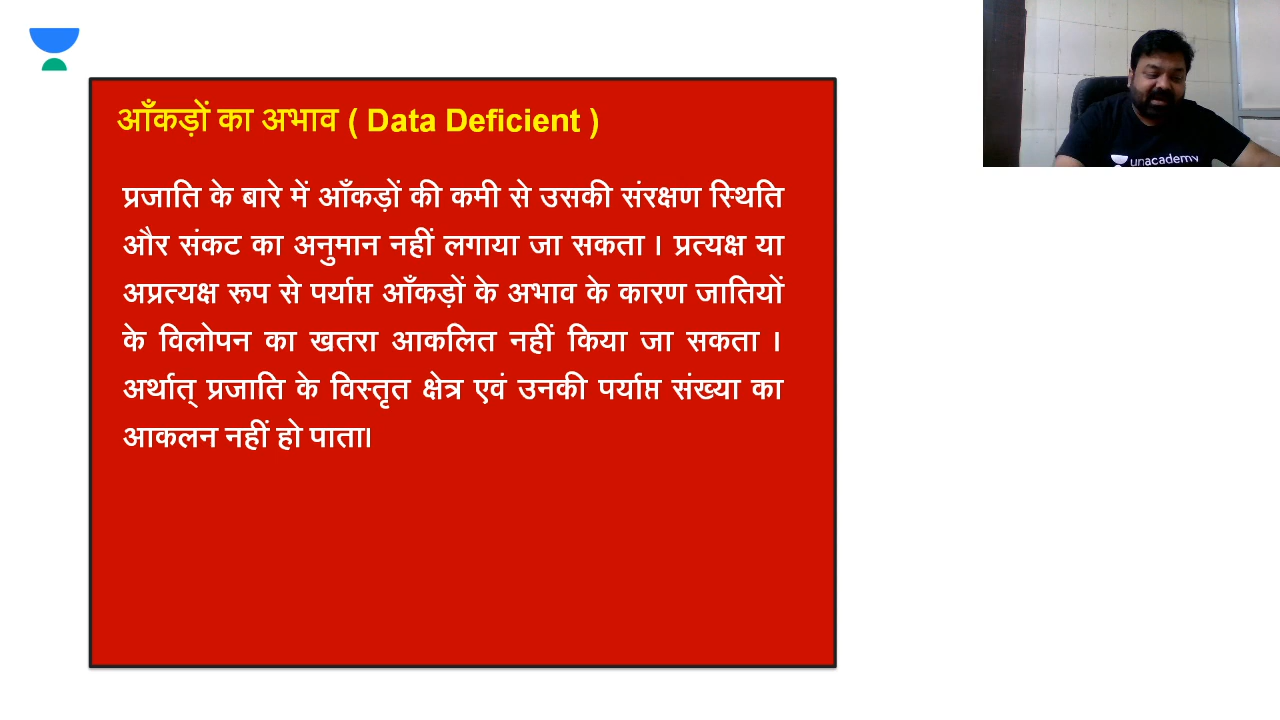 आँकड़ों का अभाव ( Data Deficient )
प्रजाति के बारे में आँकड़ों की कमी से उसकी संरक्षण स्थिति
और संकट का अनुमान नहीं लगाया जा सकता । प्रत्यक्ष या
अप्रत्यक्ष रूप से पर्याप्त आँकड़ों के अभाव के कारण जातियों
के विलोपन का खतरा आकलित नहीं किया जा सकता ।
अर्थात् प्रजाति के विस्तृत क्षेत्र एवं उनकी पर्याप्त संख्या का
आकलन नहीं हो पाता।
unacademy